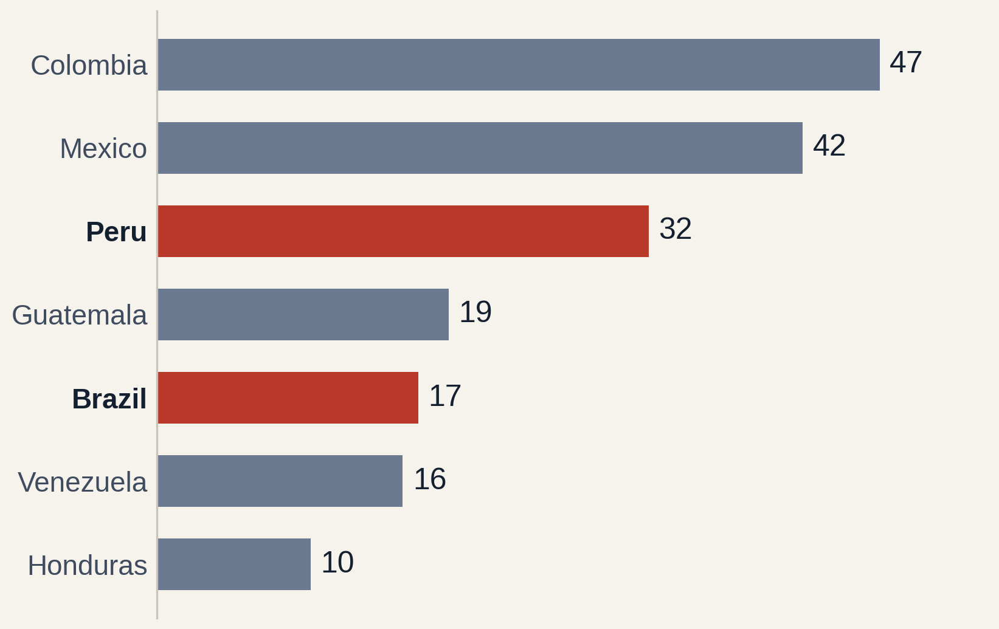 Colombia 47
Mexico 42
Peru 32
Guatemala 19
Brazil 17
Venezuela 16
Honduras 10